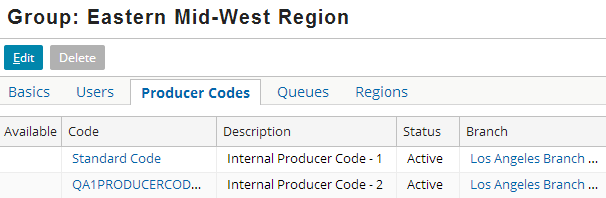 Group: Eastern Mid-West Region
Edit Delete
Basics Users Producer Codes Queues Regions
Available Code Description Status Branch
Standard Code Internal Producer Code - 1 Active Los Angeles Branch ...
QA1PRODUCERCOD... Internal Producer Code - 2 Active Los Angeles Branch ...